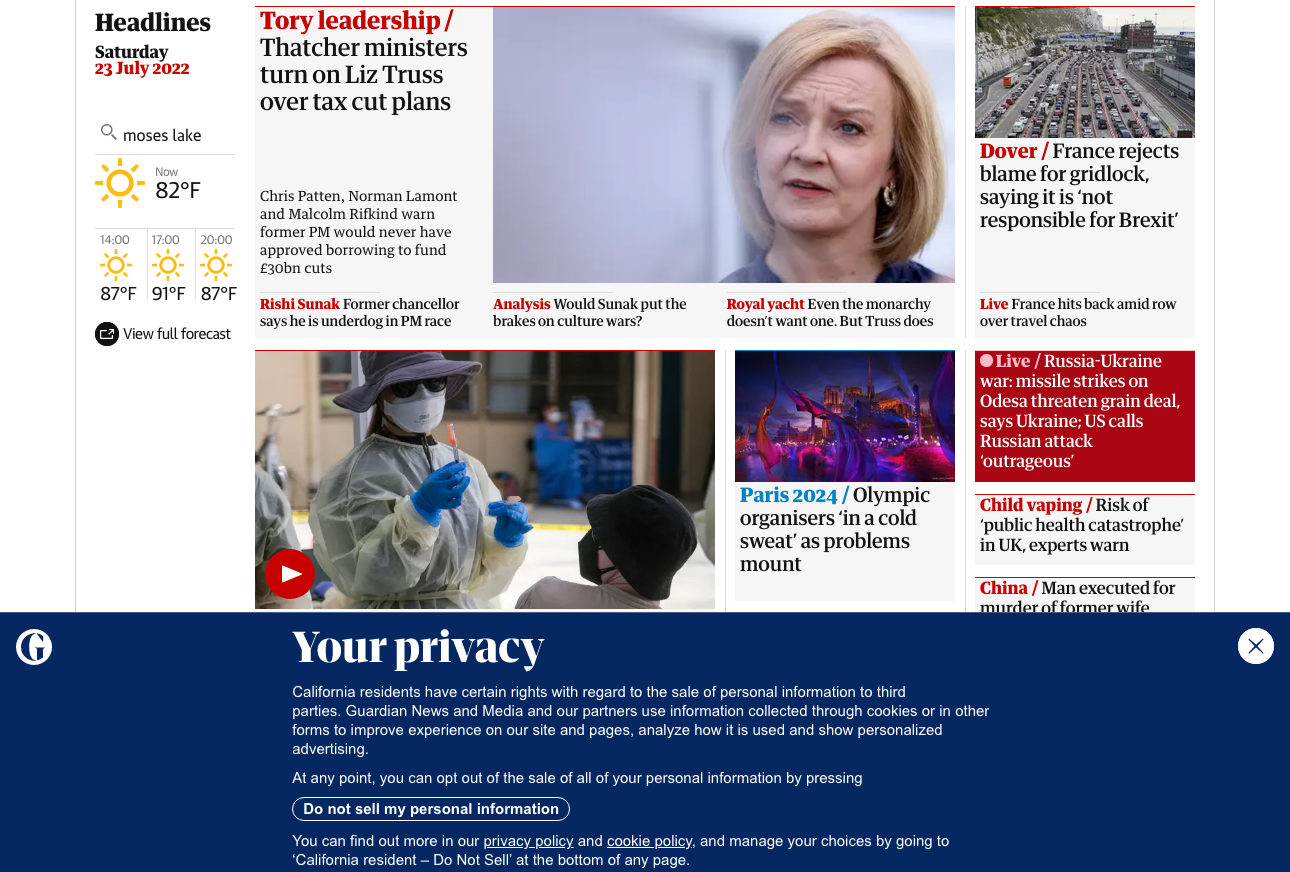 Headlines
Saturday
23 July 2022
moses lake
Now
82°F
14:00
17:00
20:00
87°F
91°F
87°F
View full forecast
Tory leadership /
Thatcher ministers
turn on Liz Truss
over tax cut plans
Chris Patten, Norman Lamont
and Malcolm Rifkind warn
former PM would never have
approved borrowing to fund
£30bn cuts
Rishi Sunak Former chancellor
says he is underdog in PM race
Analysis Would Sunak put the
brakes on culture wars?
Royal yacht Even the monarchy
doesn’t want one. But Truss does
Dover / France rejects
blame for gridlock,
saying it is ‘not
responsible for Brexit’
Live France hits back amid row
over travel chaos
Paris 2024 / Olympic
organisers ‘in a cold
sweat’ as problems
mount
Live / Russia-Ukraine
war: missile strikes on
Odesa threaten grain deal,
says Ukraine; US calls
Russian attack
‘outrageous’
Child vaping / Risk of
‘public health catastrophe’
in UK, experts warn
China / Man executed for
murder of former wife
Your privacy
California residents have certain rights with regard to the sale of personal information to third
parties. Guardian News and Media and our partners use information collected through cookies or in other
forms to improve experience on our site and pages, analyze how it is used and show personalized
advertising.
At any point, you can opt out of the sale of all of your personal information by pressing
Do not sell my personal information
You can find out more in our privacy policy and cookie policy, and manage your choices by going to
‘California resident – Do Not Sell’ at the bottom of any page.